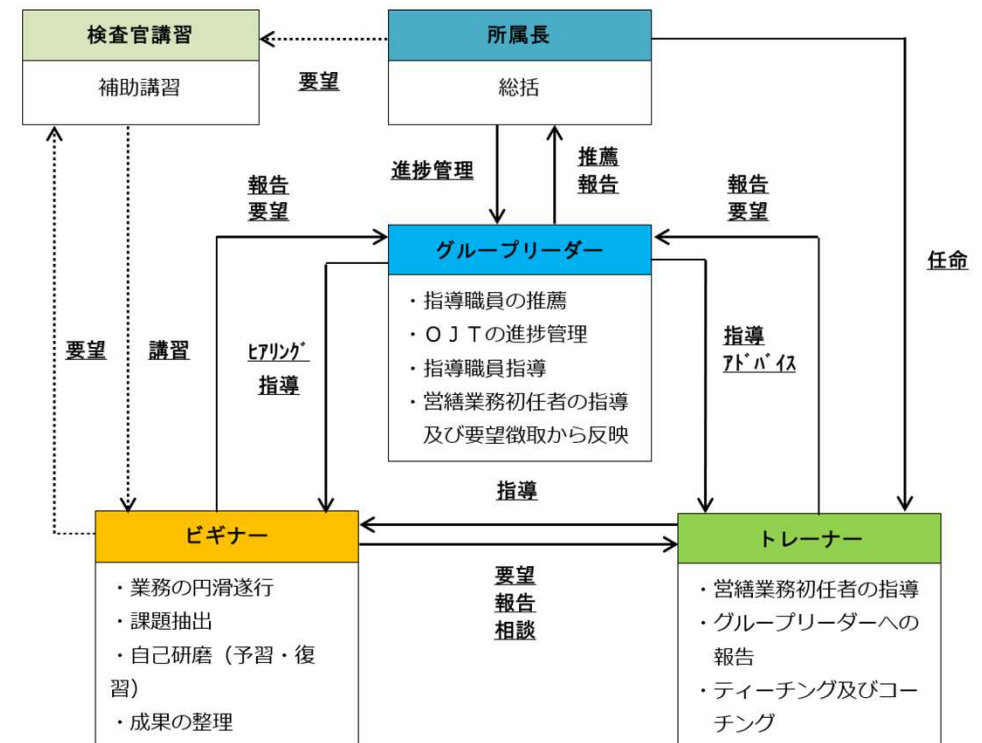 検査官講習
補助講習
所属長
総括
要望
進捗管理
推薦
報告
報告
要望
報告
要望
任命
グループリーダー
・指導職員の推薦
・OJTの進捗管理
・指導職員指導
・営繕業務初任者の指導
及び要望徴取から反映
要望
講習
ﾋｱﾘﾝｸﾞ
指導
指導
ｱﾄﾞﾊﾞｲｽ
指導
要望
報告
相談
ビギナー
・業務の円滑遂行
・課題抽出
・自己研磨（予習・復
習）
・成果の整理
トレーナー
・営繕業務初任者の指導
・グループリーダーへの
報告
・ティーチング及びコー
チング